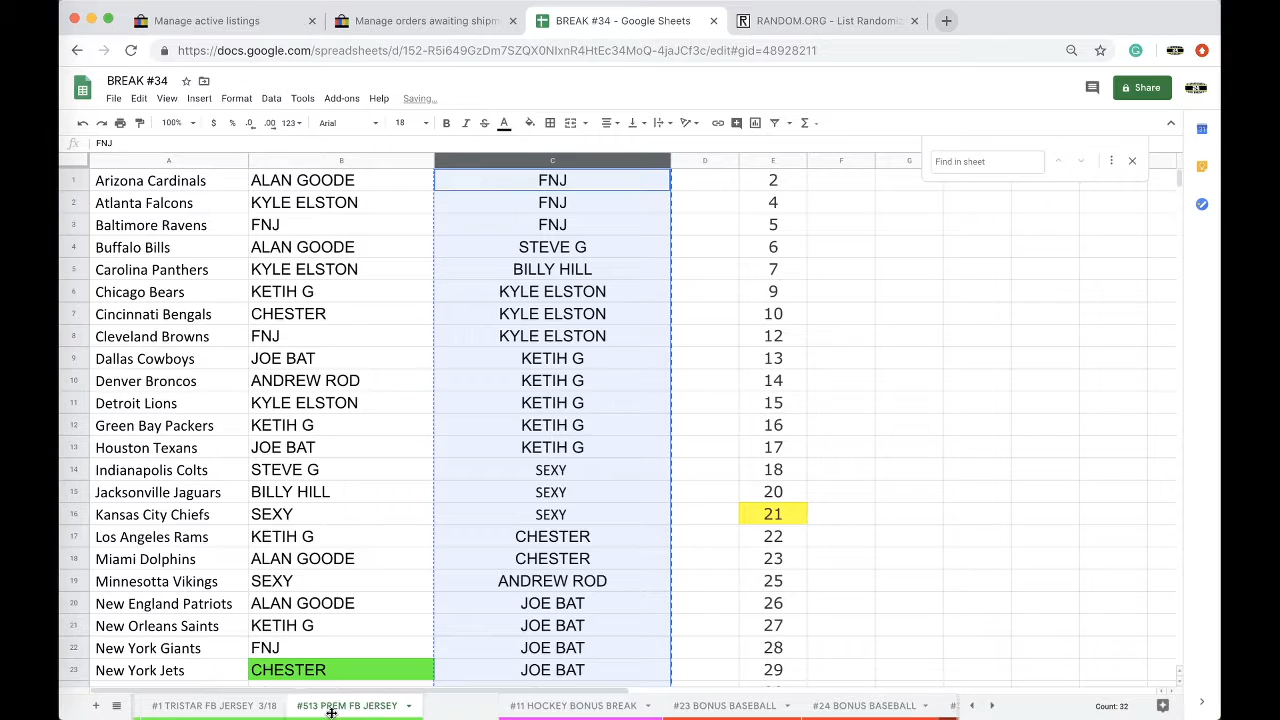 Manage active listings
Manage orders awaiting shipm
BREAK #34 - Google Sheets
RANDOM.ORG - List Randomiz
https://docs.google.com/spreadsheets/d/152-R5i649GzDm7SZQX0NIxnR4HtEc34MoQ-4jaJCf3c/edit#gid=48928211
BREAK #34
File Edit View Insert Format Data Tools Add-ons Help Saving...
Share
100% $ % .0 .00 123 Arial 18 B I S A
fx FNJ
Find in sheet
A B C D E F G
1 Arizona Cardinals ALAN GOODE FNJ 2
2 Atlanta Falcons KYLE ELSTON FNJ 4
3 Baltimore Ravens FNJ FNJ 5
4 Buffalo Bills ALAN GOODE STEVE G 6
5 Carolina Panthers KYLE ELSTON BILLY HILL 7
6 Chicago Bears KETIH G KYLE ELSTON 9
7 Cincinnati Bengals CHESTER KYLE ELSTON 10
8 Cleveland Browns FNJ KYLE ELSTON 12
9 Dallas Cowboys JOE BAT KETIH G 13
10 Denver Broncos ANDREW ROD KETIH G 14
11 Detroit Lions KYLE ELSTON KETIH G 15
12 Green Bay Packers KETIH G KETIH G 16
13 Houston Texans JOE BAT KETIH G 17
14 Indianapolis Colts STEVE G SEXY 18
15 Jacksonville Jaguars BILLY HILL SEXY 20
16 Kansas City Chiefs SEXY SEXY 21
17 Los Angeles Rams KETIH G CHESTER 22
18 Miami Dolphins ALAN GOODE CHESTER 23
19 Minnesotta Vikings SEXY ANDREW ROD 25
20 New England Patriots ALAN GOODE JOE BAT 26
21 New Orleans Saints KETIH G JOE BAT 27
22 New York Giants FNJ JOE BAT 28
23 New York Jets CHESTER JOE BAT 29
#1 TRISTAR FB JERSEY 3/18
#513 PREM FB JERSEY
#11 HOCKEY BONUS BREAK
#23 BONUS BASEBALL
#24 BONUS BASEBALL
Count: 32